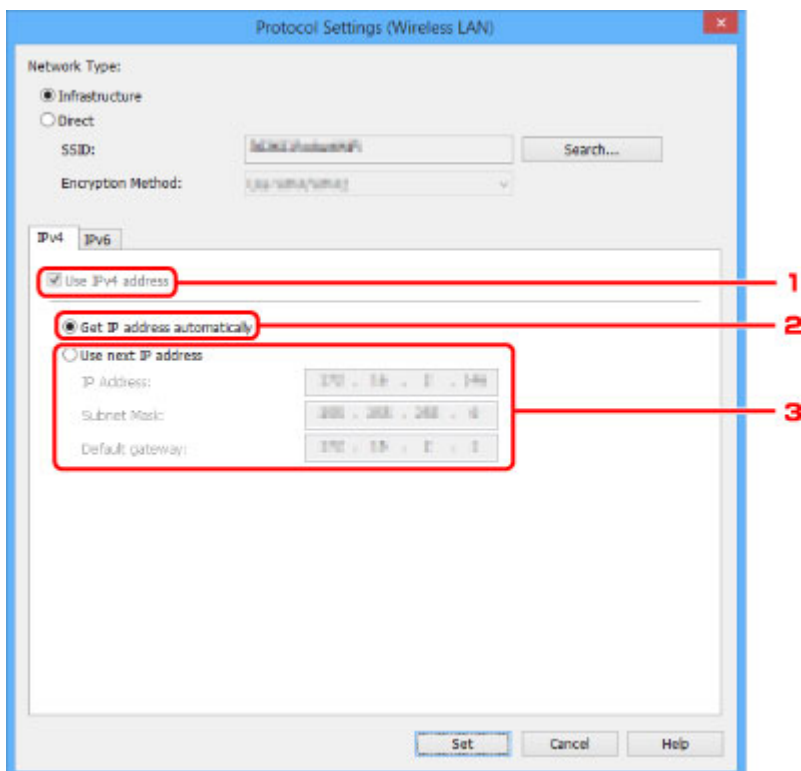 Protocol Settings (Wireless LAN)
Network Type:
Infrastructure
Direct
SSID:
Search...
Encryption Method:
IPv4 IPv6
Use IPv4 address
1
Get IP address automatically
2
Use next IP address
IP Address:
3
Subnet Mask:
Default gateway:
Set Cancel Help